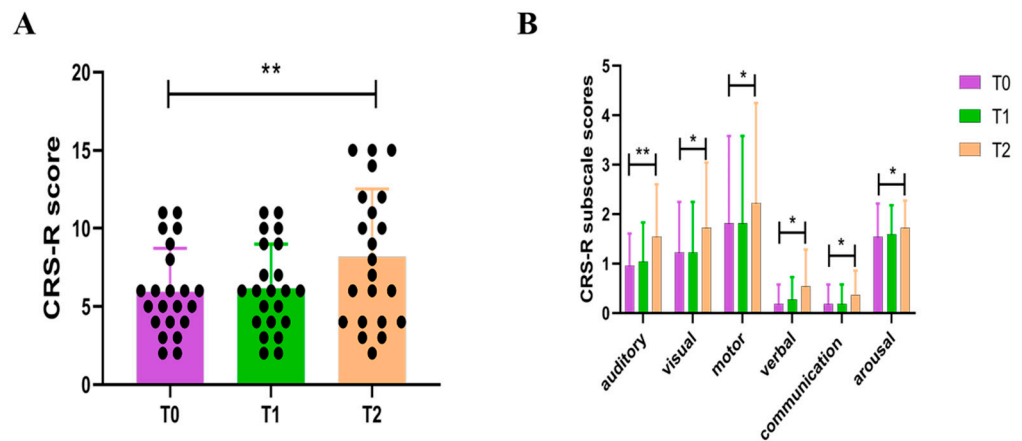 A
CRS-R score
20
15
10
5
0
**
T0
T1
T2
B
CRS-R subscale scores
5
4
3
2
1
0
**
*
*
*
*
*
auditory
visual
motor
verbal
communication
arousal
T0
T1
T2